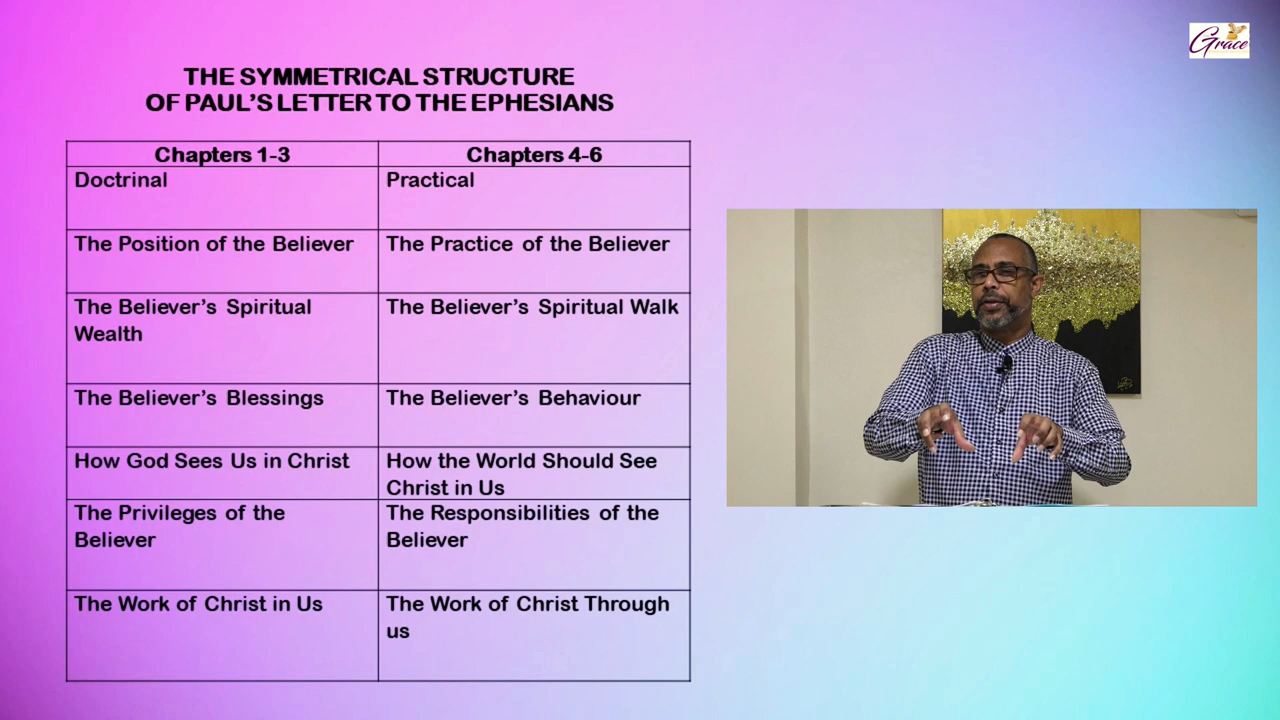 Grace
THE SYMMETRICAL STRUCTURE
OF PAUL'S LETTER TO THE EPHESIANS
Chapters 1-3 Chapters 4-6
Doctrinal Practical
The Position of the Believer The Practice of the Believer
The Believer's Spiritual The Believer's Spiritual Walk
Wealth
The Believer's Blessings The Believer's Behaviour
How God Sees Us in Christ How the World Should See
Christ in Us
The Privileges of the The Responsibilities of the
Believer Believer
The Work of Christ in Us The Work of Christ Through
us